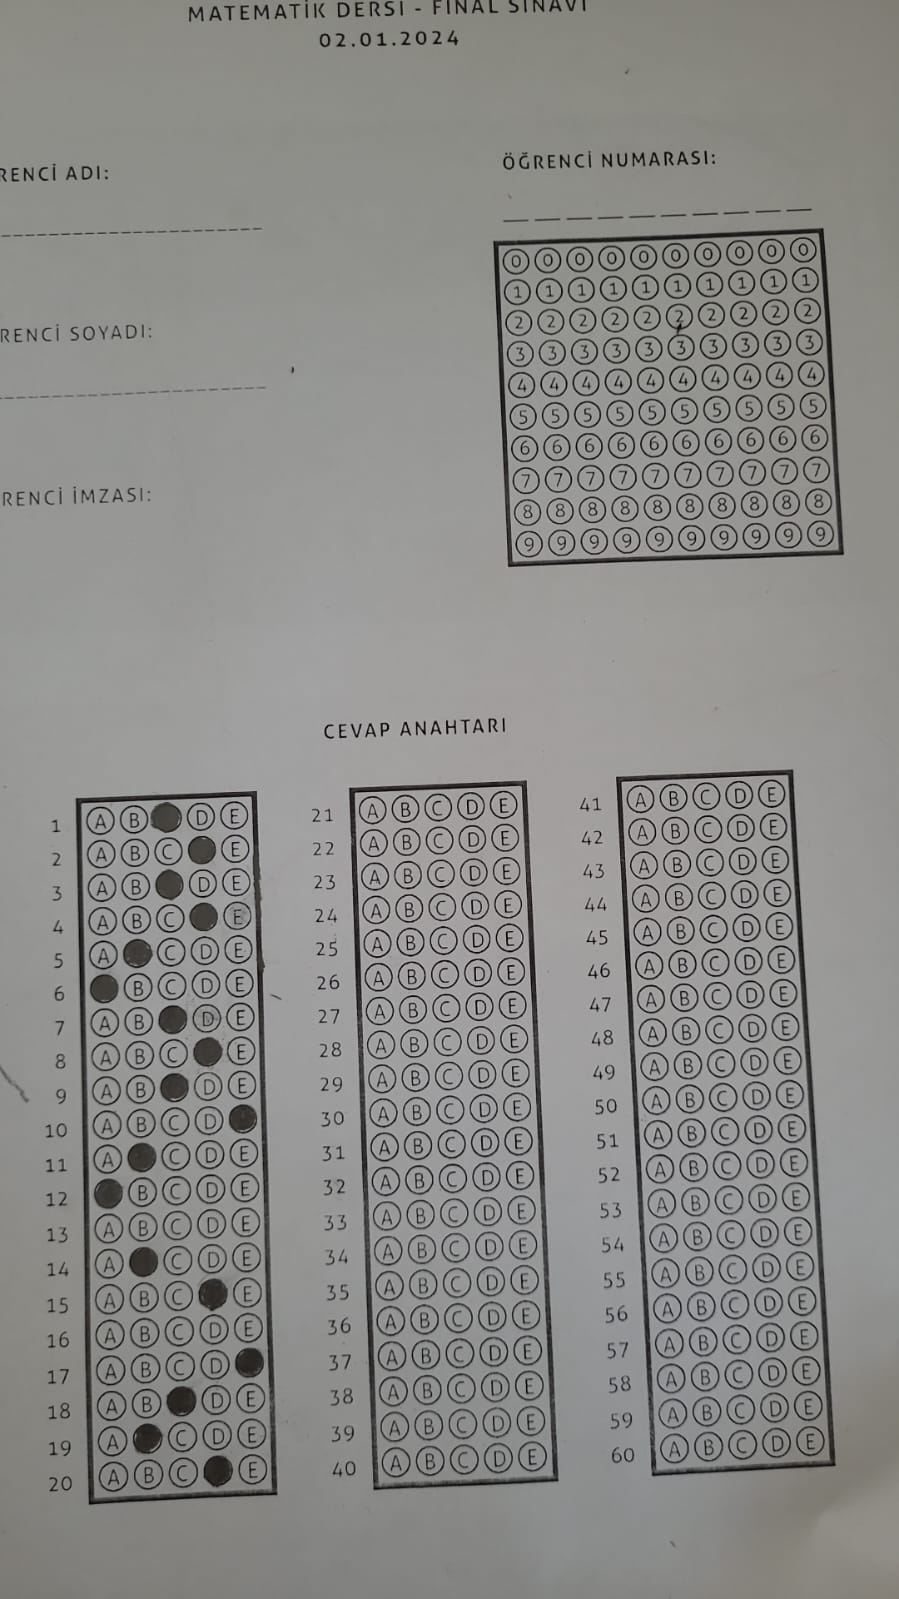 MATEMATİK DERSİ - FİNAL SINAVI
02.01.2024
RENCİ ADI:
ÖĞRENCİ NUMARASI:
RENCİ SOYADI:
RENCİ İMZASI:
0 0 0 0 0 0 0 0 0 0
1 1 1 1 1 1 1 1 1 1
2 2 2 2 2 2 2 2 2 2
3 3 3 3 3 3 3 3 3 3
4 4 4 4 4 4 4 4 4 4
5 5 5 5 5 5 5 5 5 5
6 6 6 6 6 6 6 6 6 6
7 7 7 7 7 7 7 7 7 7
8 8 8 8 8 8 8 8 8 8
9 9 9 9 9 9 9 9 9 9
CEVAP ANAHTARI
1 A B D E
2 A B C E
3 A B D E
4 A B C E
5 A C D E
6 B C D E
7 A B D E
8 A B C E
9 A B D E
10 A B C D
11 A C D E
12 B C D E
13 A B C D E
14 A C D E
15 A B C E
16 A B C D E
17 A B C D
18 A B D E
19 A C D E
20 A B C E
21 A B C D E
22 A B C D E
23 A B C D E
24 A B C D E
25 A B C D E
26 A B C D E
27 A B C D E
28 A B C D E
29 A B C D E
30 A B C D E
31 A B C D E
32 A B C D E
33 A B C D E
34 A B C D E
35 A B C D E
36 A B C D E
37 A B C D E
38 A B C D E
39 A B C D E
40 A B C D E
41 A B C D E
42 A B C D E
43 A B C D E
44 A B C D E
45 A B C D E
46 A B C D E
47 A B C D E
48 A B C D E
49 A B C D E
50 A B C D E
51 A B C D E
52 A B C D E
53 A B C D E
54 A B C D E
55 A B C D E
56 A B C D E
57 A B C D E
58 A B C D E
59 A B C D E
60 A B C D E